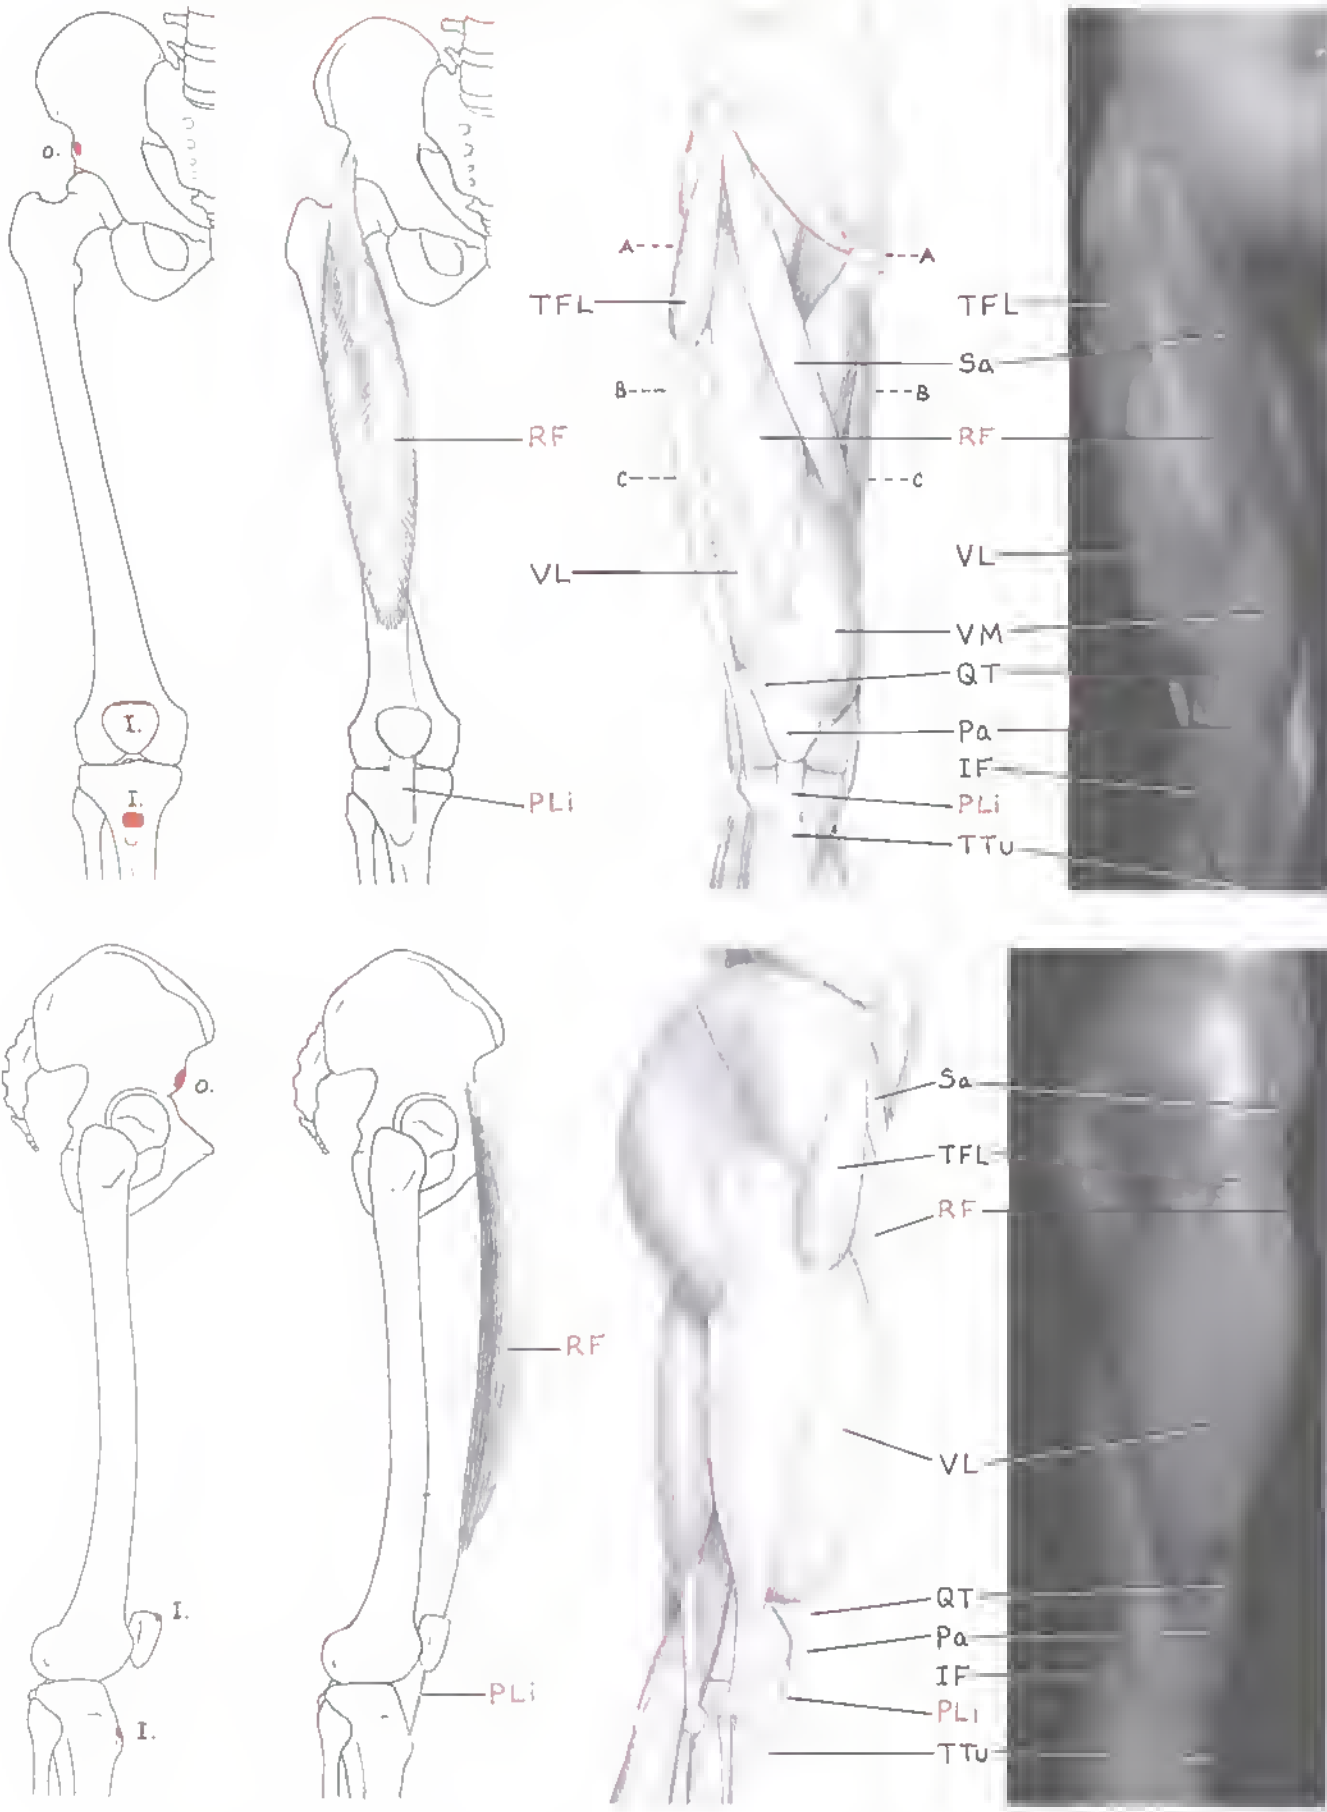 O.
A A
TFL TFL
Sa
B B
RF RF
C C
VL VL
VM
QT
I. Pa
IF
I. PLi PLi
TTu
Sa
O.
TFL
RF
RF
VL
QT
I. Pa
IF
PLi PLi
I.
TTu